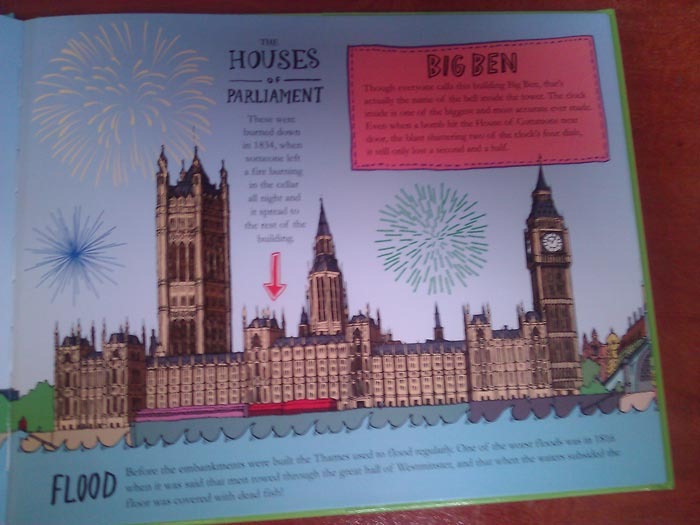 THE
HOUSES
OF
PARLIAMENT
These were
burned down
in 1834, when
someone left
a fire burning
in the cellar
all night and
it spread to
the rest of the
building.
BIG BEN
Though everyone calls this building Big Ben, that's
actually the name of the bell inside the tower. The clock
inside is one of the biggest and most accurate ever made.
Even when a bomb hit the House of Commons next
door, the blast shattering two of the clock's four dials,
it still only lost a second and a half.
FLOOD
Before the embankments were built the Thames used to flood regularly. One of the worst floods was in
when it was said that men rowed through the great hall of Westminster, and that when the waters subsided the
floor was covered with dead fish!